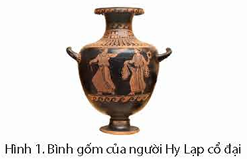 Hình 1. Bình gốm của người Hy Lạp cổ đại